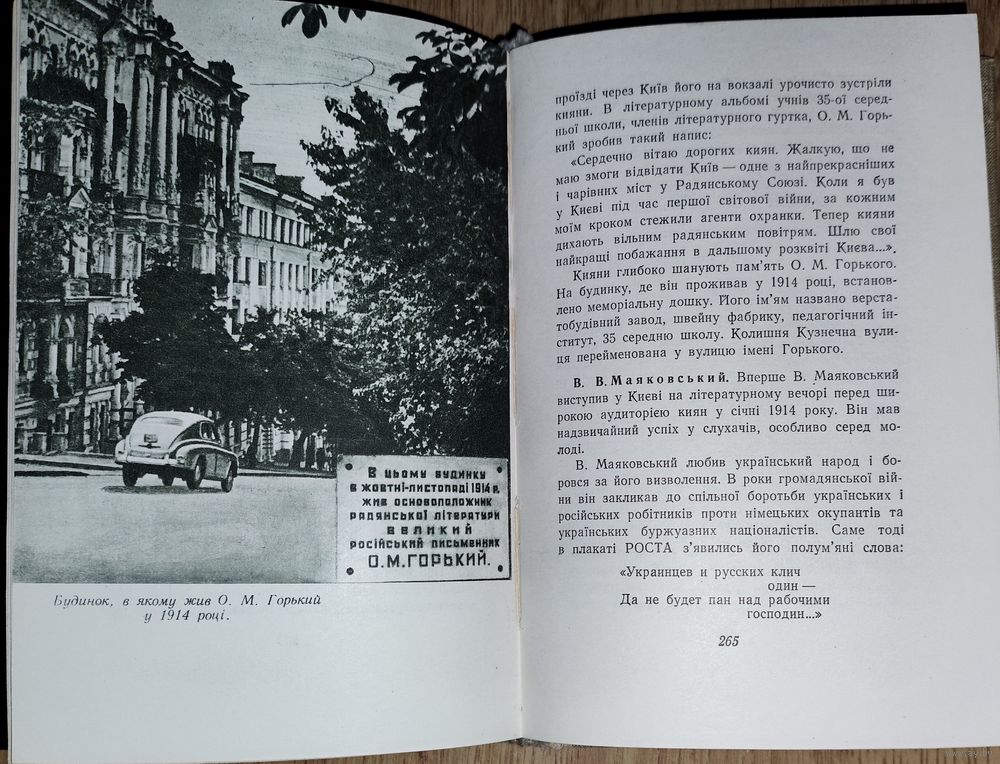 В цьому будинку
в жовтні-листопаді 1914 р.
жив основоположник
радянської літератури
великий
російський письменник
О.М.ГОРЬКИЙ.
Будинок, в якому жив О. М. Горький
у 1914 році.
проїзді через Київ його на вокзалі урочисто зустріли
кияни. В літературному альбомі учнів 35-ої серед-
ньої школи, членів літературного гуртка, О. М. Горь-
кий зробив такий напис:
«Сердечно вітаю дорогих киян. Жалкую, що не
маю змоги відвідати Київ — одне з найпрекрасніших
і чарівних міст у Радянському Союзі. Коли я був
у Києві під час першої світової війни, за кожним
моїм кроком стежили агенти охранки. Тепер кияни
дихають вільним радянським повітрям. Шлю свої
найкращі побажання в дальшому розквіті Києва...».
Кияни глибоко шанують пам'ять О. М. Горького.
На будинку, де він проживав у 1914 році, встанов-
лено меморіальну дошку. Його ім'ям названо верста-
тобудівний завод, швейну фабрику, педагогічний ін-
ститут, 35 середню школу. Колишня Кузнечна вули-
ця перейменована у вулицю імені Горького.
В. В. Маяковський. Вперше В. Маяковський
виступив у Києві на літературному вечорі перед ши-
рокою аудиторією киян у січні 1914 року. Він мав
надзвичайний успіх у слухачів, особливо серед мо-
лоді.
В. Маяковський любив український народ і бо-
ровся за його визволення. В роки громадянської вій-
ни він закликав до спільної боротьби українських і
російських робітників проти німецьких окупантів та
українських буржуазних націоналістів. Саме тоді
в плакаті РОСТА з'явились його полум'яні слова:
«Украинцев и русских клич
один —
Да не будет пан над рабочими
господин...»
265